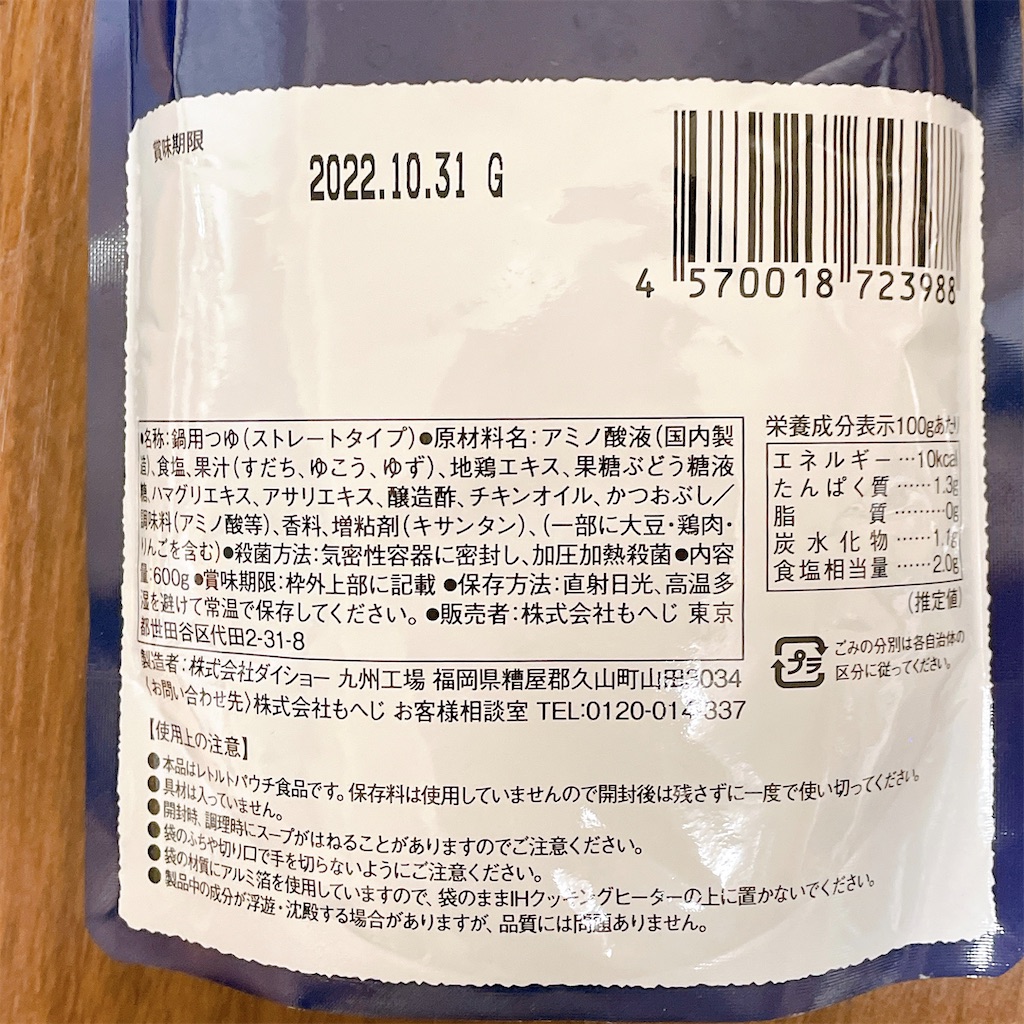 賞味期限
2022.10.31 G
4 570018 723988
●名称:鍋用つゆ(ストレートタイプ)●原材料名:アミノ酸液(国内製
造)、食塩、果汁(すだち、ゆこう、ゆず)、地鶏エキス、果糖ぶどう糖液
糖、ハマグリエキス、アサリエキス、醸造酢、チキンオイル、かつおぶし/
調味料(アミノ酸等)、香料、増粘剤(キサンタン)、(一部に大豆・鶏肉・
りんごを含む)●殺菌方法:気密性容器に密封し、加圧加熱殺菌●内容
量:600g●賞味期限:枠外上部に記載●保存方法:直射日光、高温多
湿を避けて常温で保存してください。●販売者:株式会社もへじ 東京
都世田谷区代田2-31-8
製造者:株式会社ダイショー 九州工場 福岡県糟屋郡久山町山田3034
〈お問い合わせ先〉株式会社もへじ お客様相談室 TEL:0120-014-337
栄養成分表示100gあたり
エネルギー…10kcal
たんぱく質……1.3g
脂質………0g
炭水化物……1.1g
食塩相当量……2.0g
(推定値)
プラ
ごみの分別は各自治体の
区分に従ってください。
【使用上の注意】
●本品はレトルトパウチ食品です。保存料は使用していませんので開封後は残さずに一度で使い切ってください。
●具材は入っていません。
●開封時、調理時にスープがはねることがありますのでご注意ください。
●袋のふちや切り口で手を切らないようにご注意ください。
●袋の材質にアルミ箔を使用していますので、袋のままIHクッキングヒーターの上に置かないでください。
●製品中の成分が浮遊・沈殿する場合がありますが、品質には問題ありません。